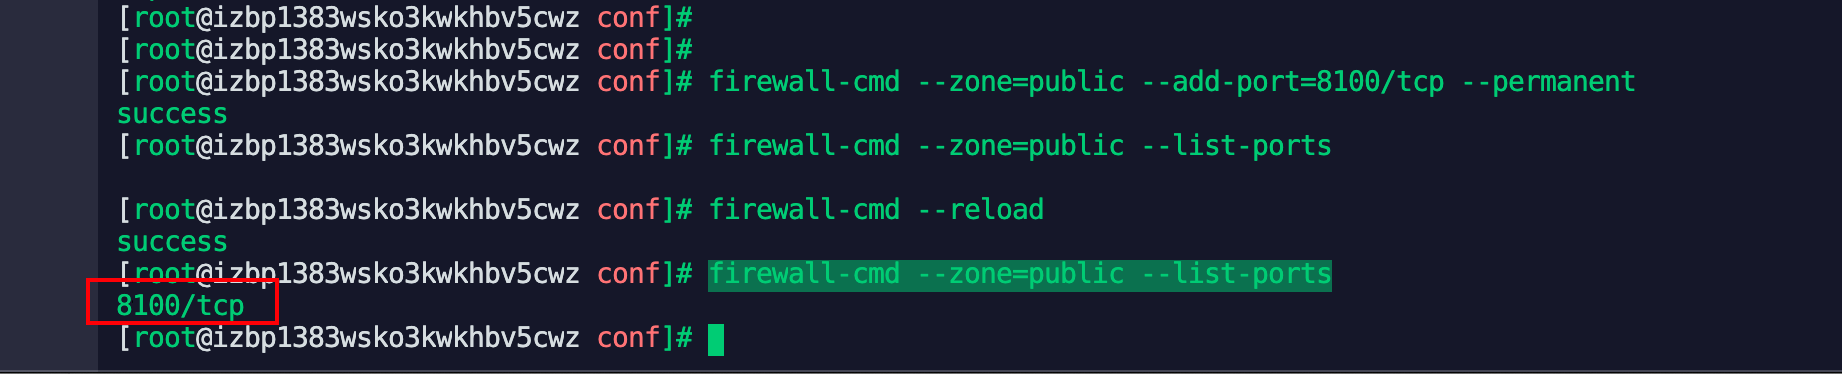 [root@izbp1383wsko3kwkhbv5cwz conf]#
[root@izbp1383wsko3kwkhbv5cwz conf]#
[root@izbp1383wsko3kwkhbv5cwz conf]# firewall-cmd --zone=public --add-port=8100/tcp --permanent
success
[root@izbp1383wsko3kwkhbv5cwz conf]# firewall-cmd --zone=public --list-ports
[root@izbp1383wsko3kwkhbv5cwz conf]# firewall-cmd --reload
success
[root@izbp1383wsko3kwkhbv5cwz conf]# firewall-cmd --zone=public --list-ports
8100/tcp
[root@izbp1383wsko3kwkhbv5cwz conf]#